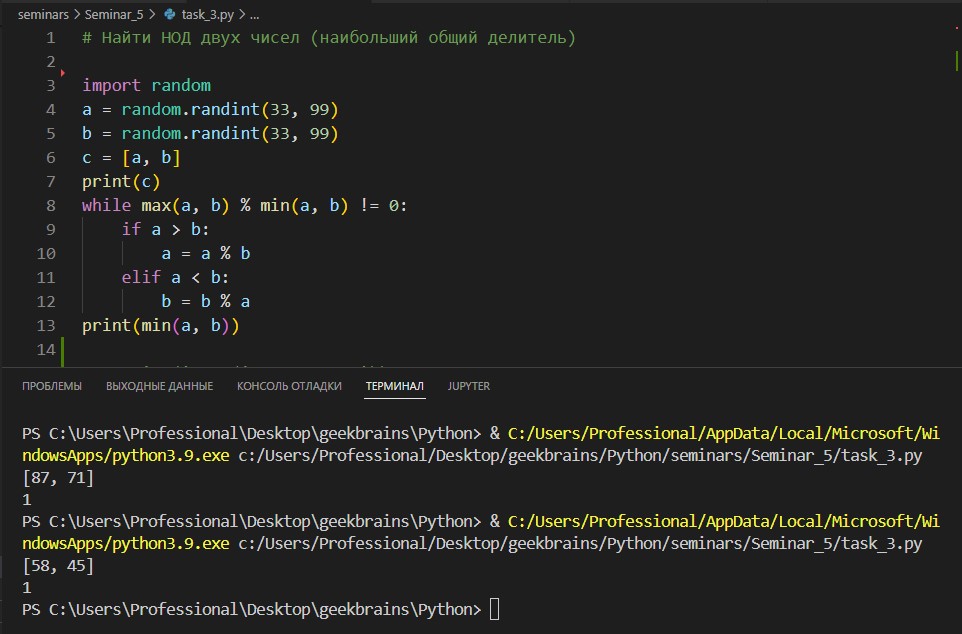 seminars > Seminar_5 > task_3.py > ...
1 # Найти НОД двух чисел (наибольший общий делитель)
2
3 import random
4 a = random.randint(33, 99)
5 b = random.randint(33, 99)
6 c = [a, b]
7 print(c)
8 while max(a, b) % min(a, b) != 0:
9     if a > b:
10         a = a % b
11     elif a < b:
12         b = b % a
13 print(min(a, b))
14
ПРОБЛЕМЫ ВЫХОДНЫЕ ДАННЫЕ КОНСОЛЬ ОТЛАДКИ ТЕРМИНАЛ JUPYTER
PS C:\Users\Professional\Desktop\geekbrains\Python> & C:/Users/Professional/AppData/Local/Microsoft/Wi
ndowsApps/python3.9.exe c:/Users/Professional/Desktop/geekbrains/Python/seminars/Seminar_5/task_3.py
[87, 71]
1
PS C:\Users\Professional\Desktop\geekbrains\Python> & C:/Users/Professional/AppData/Local/Microsoft/Wi
ndowsApps/python3.9.exe c:/Users/Professional/Desktop/geekbrains/Python/seminars/Seminar_5/task_3.py
[58, 45]
1
PS C:\Users\Professional\Desktop\geekbrains\Python>